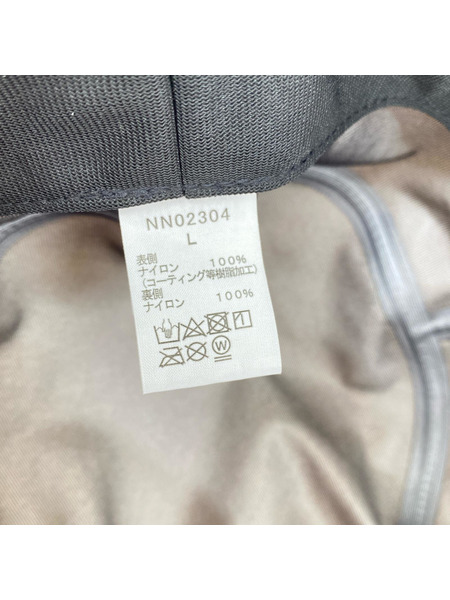 NN02304
L
表側
ナイロン 100%
(コーティング等樹脂加工)
裏側
ナイロン 100%
W